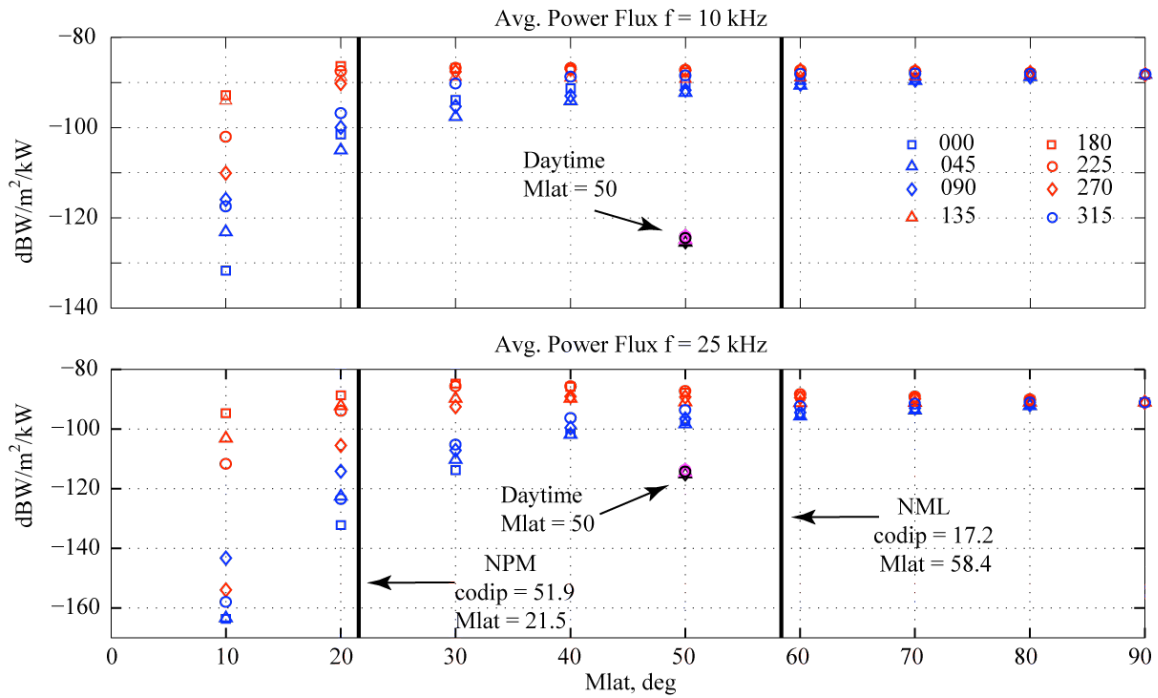 Avg. Power Flux f = 10 kHz
−80
−100
−120
−140
dBW/m²/kW
Daytime
Mlat = 50
000 180
045 225
090 270
135 315
Avg. Power Flux f = 25 kHz
−80
−100
−120
−140
−160
dBW/m²/kW
Daytime
Mlat = 50
NML
codip = 17.2
Mlat = 58.4
NPM
codip = 51.9
Mlat = 21.5
0 10 20 30 40 50 60 70 80 90
Mlat, deg